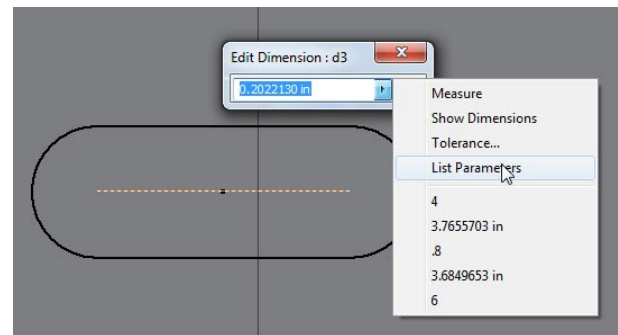 Edit Dimension : d3
0.2022130 in
Measure
Show Dimensions
Tolerance...
List Parameters
4
3.7655703 in
.8
3.6849653 in
6